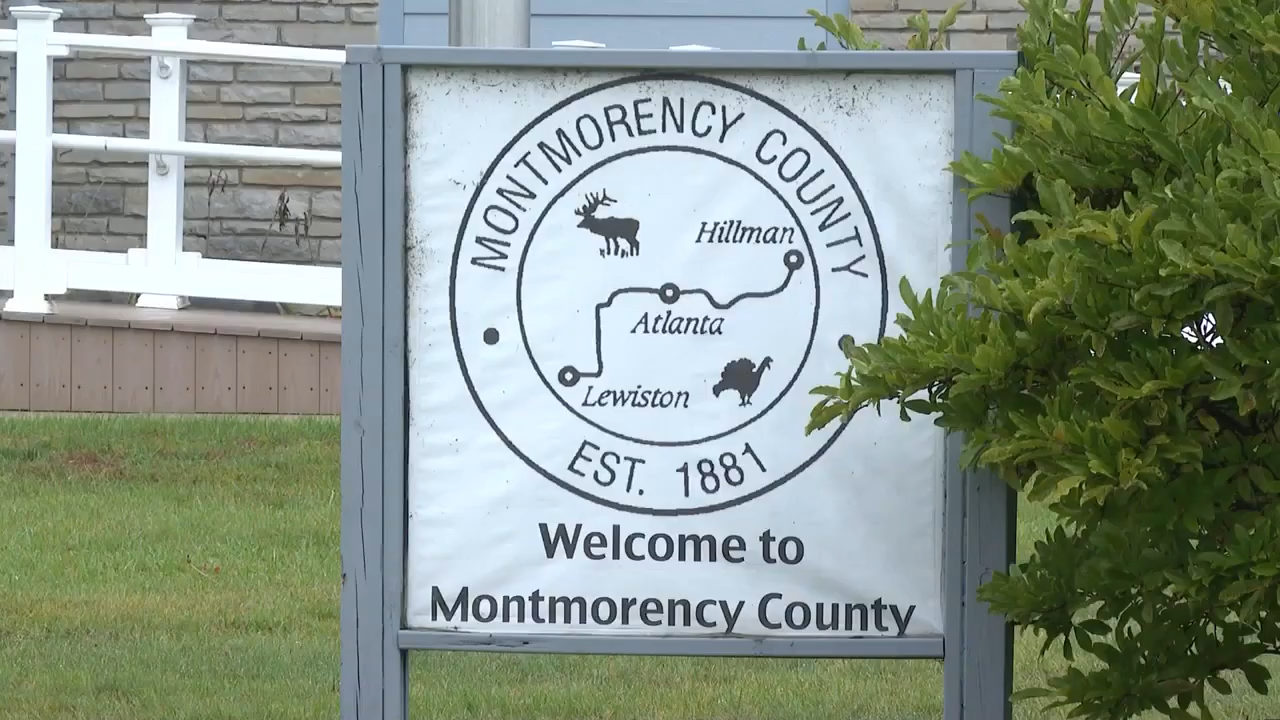 MONTMORENCY COUNTY
Hillman
Atlanta
Lewiston
EST. 1881
Welcome to
Montmorency County